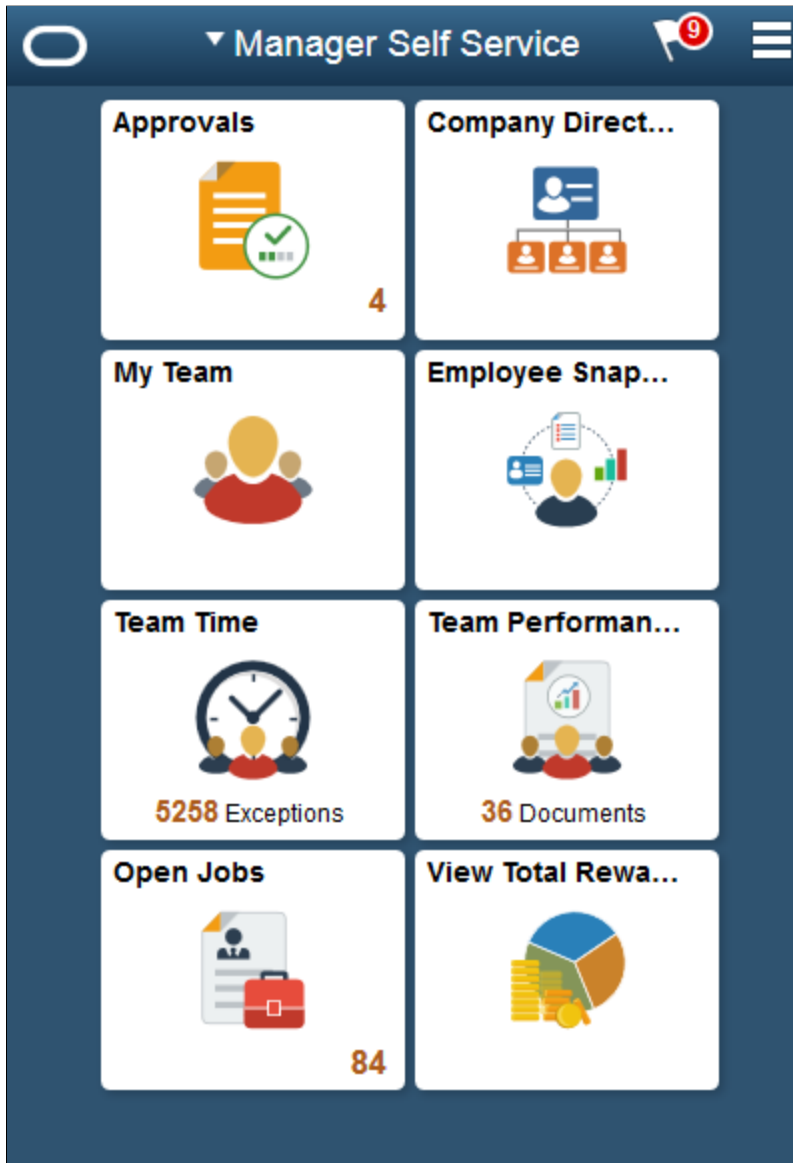 Manager Self Service
9
Approvals
4
Company Direct...
My Team
Employee Snap...
Team Time
5258 Exceptions
Team Performan...
36 Documents
Open Jobs
84
View Total Rewa...